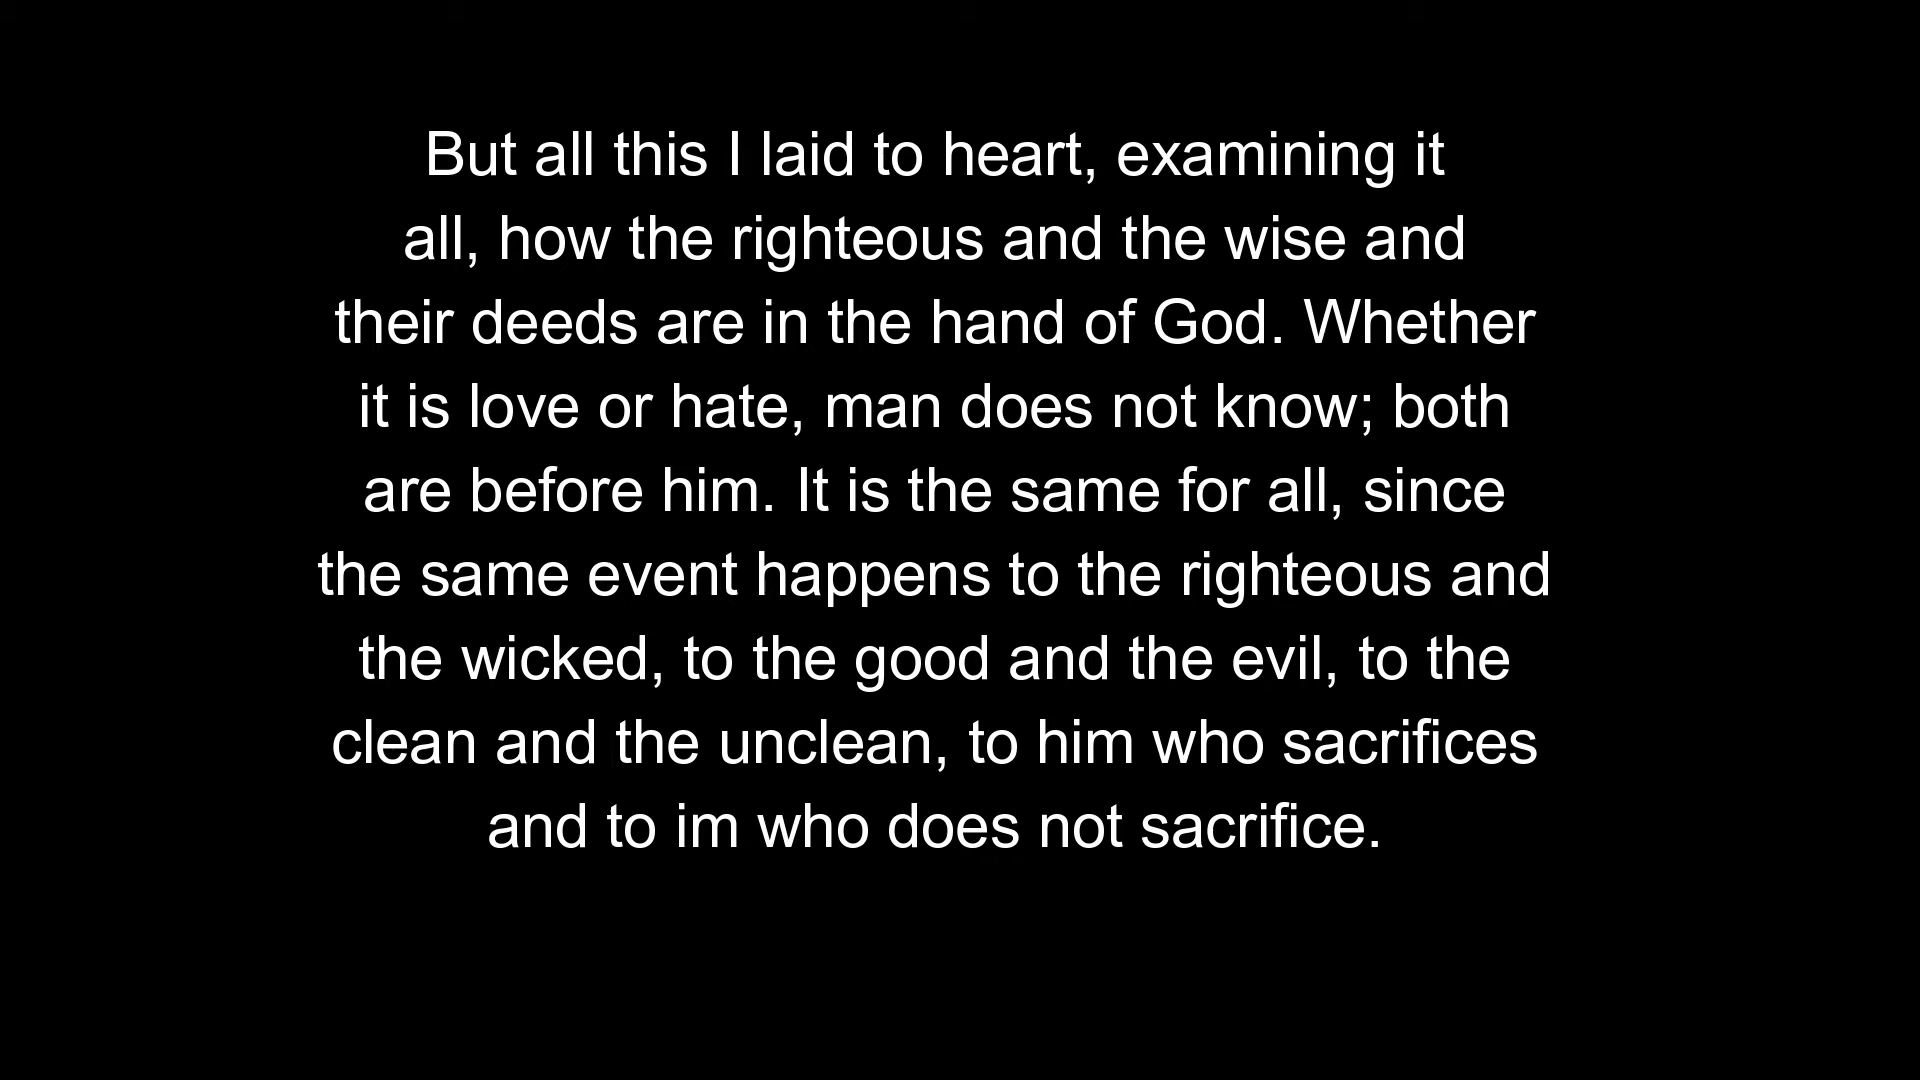 But all this I laid to heart, examining it
all, how the righteous and the wise and
their deeds are in the hand of God. Whether
it is love or hate, man does not know; both
are before him. It is the same for all, since
the same event happens to the righteous and
the wicked, to the good and the evil, to the
clean and the unclean, to him who sacrifices
and to im who does not sacrifice.